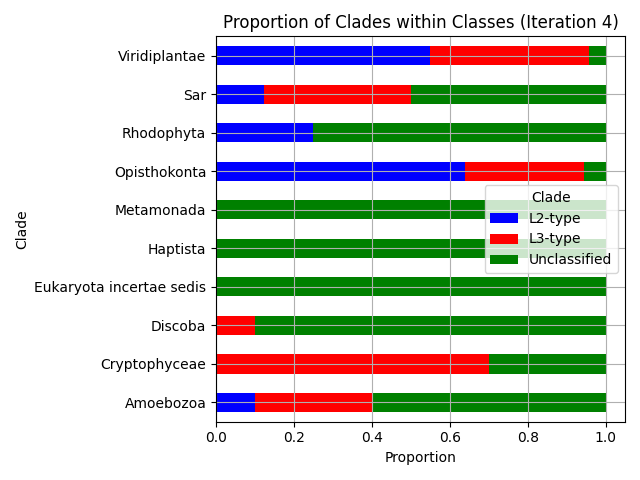 Proportion of Clades within Classes (Iteration 4)
Viridiplantae
Sar
Rhodophyta
Opisthokonta
Metamonada
Haptista
Eukaryota incertae sedis
Discoba
Cryptophyceae
Amoebozoa
Clade
Clade
L2-type
L3-type
Unclassified
0.0 0.2 0.4 0.6 0.8 1.0
Proportion